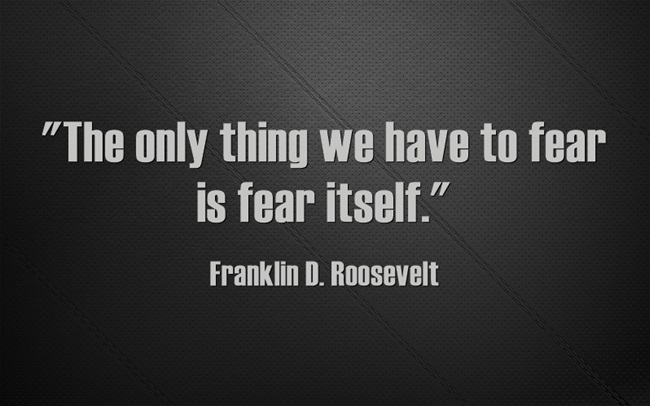 "The only thing we have to fear
is fear itself."
Franklin D. Roosevelt